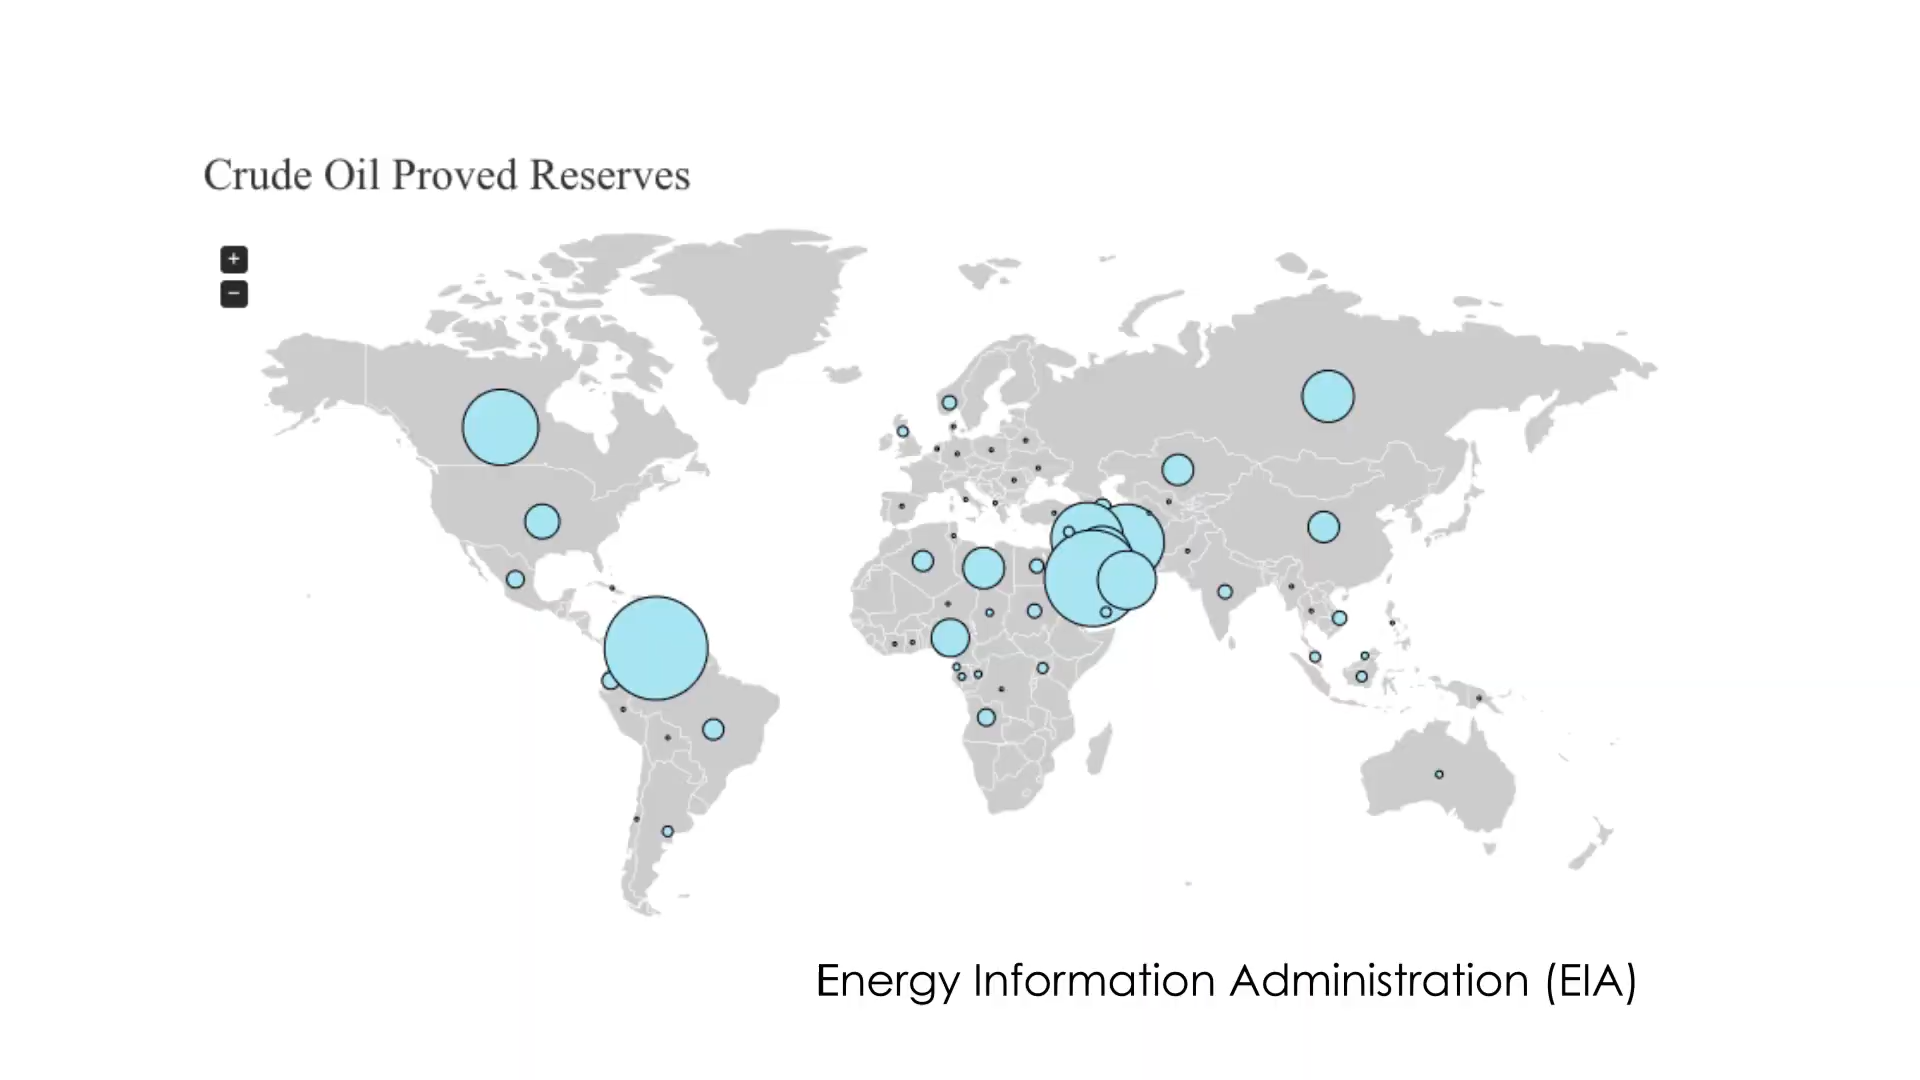 Crude Oil Proved Reserves
+
−
Energy Information Administration (EIA)